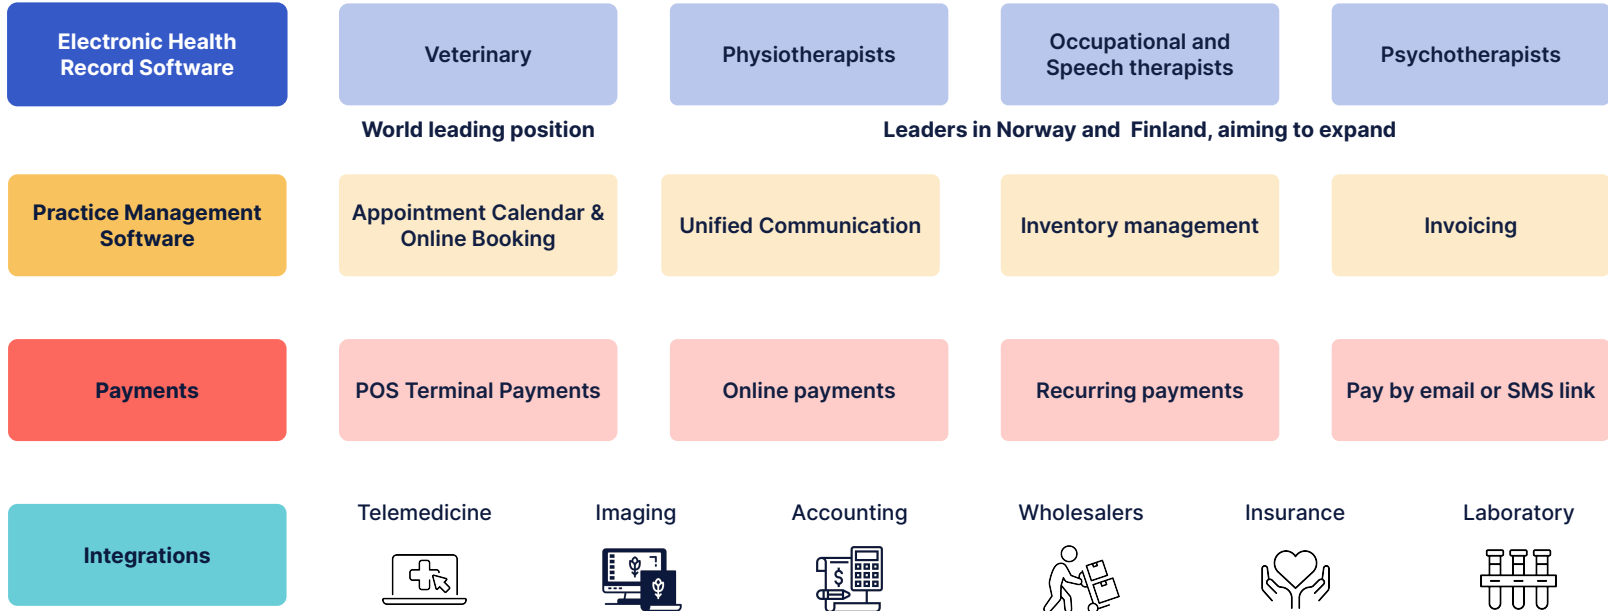 Electronic Health
Record Software
Veterinary
Physiotherapists
Occupational and
Speech therapists
Psychotherapists
World leading position
Leaders in Norway and Finland, aiming to expand
Practice Management
Software
Appointment Calendar &
Online Booking
Unified Communication
Inventory management
Invoicing
Payments
POS Terminal Payments
Online payments
Recurring payments
Pay by email or SMS link
Integrations
Telemedicine
Imaging
Accounting
Wholesalers
Insurance
Laboratory
$